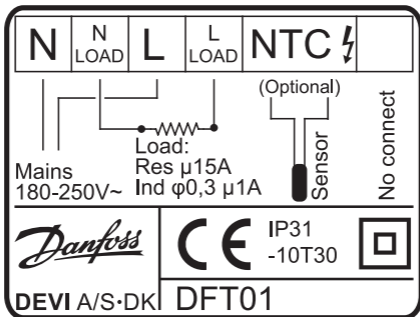 N N LOAD L L LOAD NTC
(Optional)
Load:
Mains Res µ15A
180-250V~ Ind φ0,3 µ1A
Sensor
No connect
Danfoss
IP31
-10T30
DEVI A/S•DK DFT01